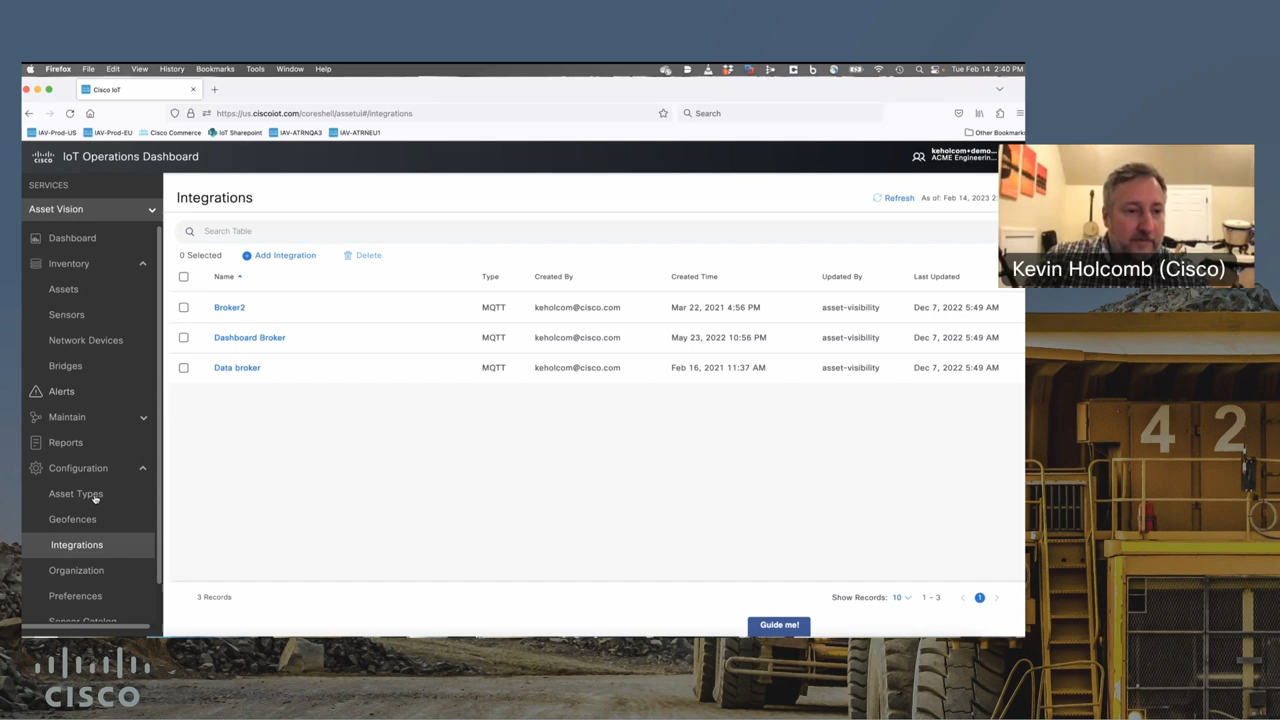 Firefox File Edit View History Bookmarks Tools Window Help Tue Feb 14 2:40 PM
Cisco IoT
https://us.ciscoiot.com/coreshell/assetui#/integrations Search
IAV-Prod-US IAV-Prod-EU Cisco Commerce IoT Sharepoint IAV-ATRNQA3 IAV-ATRNEU1 Other Bookmarks
CISCO IoT Operations Dashboard keholcom+demo...
ACME Engineerin...
SERVICES
Asset Vision
Dashboard
Inventory
Assets
Sensors
Network Devices
Bridges
Alerts
Maintain
Reports
Configuration
Asset Types
Geofences
Integrations
Organization
Preferences
Sensor Catalog
Integrations
Refresh As of: Feb 14, 2023 2:
Search Table
0 Selected Add Integration Delete
Name Type Created By Created Time Updated By Last Updated
Broker2 MQTT keholcom@cisco.com Mar 22, 2021 4:56 PM asset-visibility Dec 7, 2022 5:49 AM
Dashboard Broker MQTT keholcom@cisco.com May 23, 2022 10:56 PM asset-visibility Dec 7, 2022 5:49 AM
Data broker MQTT keholcom@cisco.com Feb 16, 2021 11:37 AM asset-visibility Dec 7, 2022 5:49 AM
3 Records Show Records: 10 1 - 3 1
Guide me!
Kevin Holcomb (Cisco)
4 2
CISCO